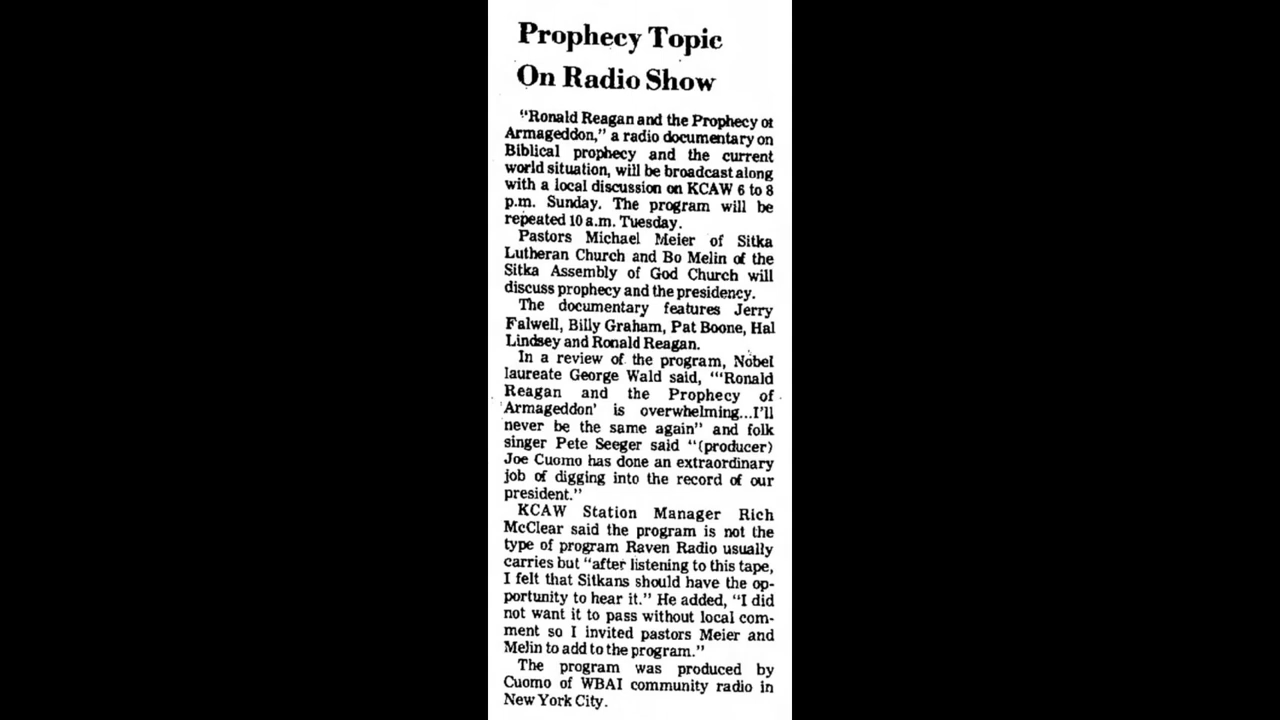 Prophecy Topic
On Radio Show
"Ronald Reagan and the Prophecy of
Armageddon," a radio documentary on
Biblical prophecy and the current
world situation, will be broadcast along
with a local discussion on KCAW 6 to 8
p.m. Sunday. The program will be
repeated 10 a.m. Tuesday.
Pastors Michael Meier of Sitka
Lutheran Church and Bo Melin of the
Sitka Assembly of God Church will
discuss prophecy and the presidency.
The documentary features Jerry
Falwell, Billy Graham, Pat Boone, Hal
Lindsey and Ronald Reagan.
In a review of the program, Nobel
laureate George Wald said, "'Ronald
Reagan and the Prophecy of
Armageddon' is overwhelming...I'll
never be the same again" and folk
singer Pete Seeger said "(producer)
Joe Cuomo has done an extraordinary
job of digging into the record of our
president."
KCAW Station Manager Rich
McClear said the program is not the
type of program Raven Radio usually
carries but "after listening to this tape,
I felt that Sitkans should have the op-
portunity to hear it." He added, "I did
not want it to pass without local com-
ment so I invited pastors Meier and
Melin to add to the program."
The program was produced by
Cuomo of WBAI community radio in
New York City.